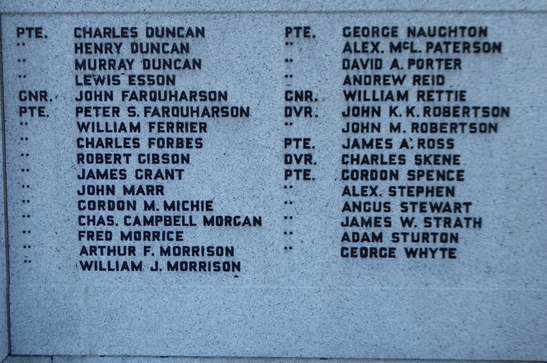 PTE. CHARLES DUNCAN
" HENRY DUNCAN
" MURRAY DUNCAN
" LEWIS ESSON
GNR. JOHN FARQUHARSON
PTE. PETER S. FARQUHARSON
" WILLIAM FERRIER
" CHARLES FORBES
" ROBERT GIBSON
" JAMES GRANT
" JOHN MARR
" GORDON M. MICHIE
" CHAS. CAMPBELL MORGAN
" FRED MORRICE
" ARTHUR F. MORRISON
" WILLIAM J. MORRISON
PTE. GEORGE NAUGHTON
" ALEX. McL. PATERSON
" DAVID A. PORTER
" ANDREW REID
GNR. WILLIAM RETTIE
DVR. JOHN K. K. ROBERTSON
" JOHN M. ROBERTSON
PTE. JAMES A. ROSS
DVR. CHARLES SKENE
PTE. GORDON SPENCE
" ALEX. STEPHEN
" ANGUS STEWART
" JAMES W. STRATH
" ADAM STURTON
" GEORGE WHYTE